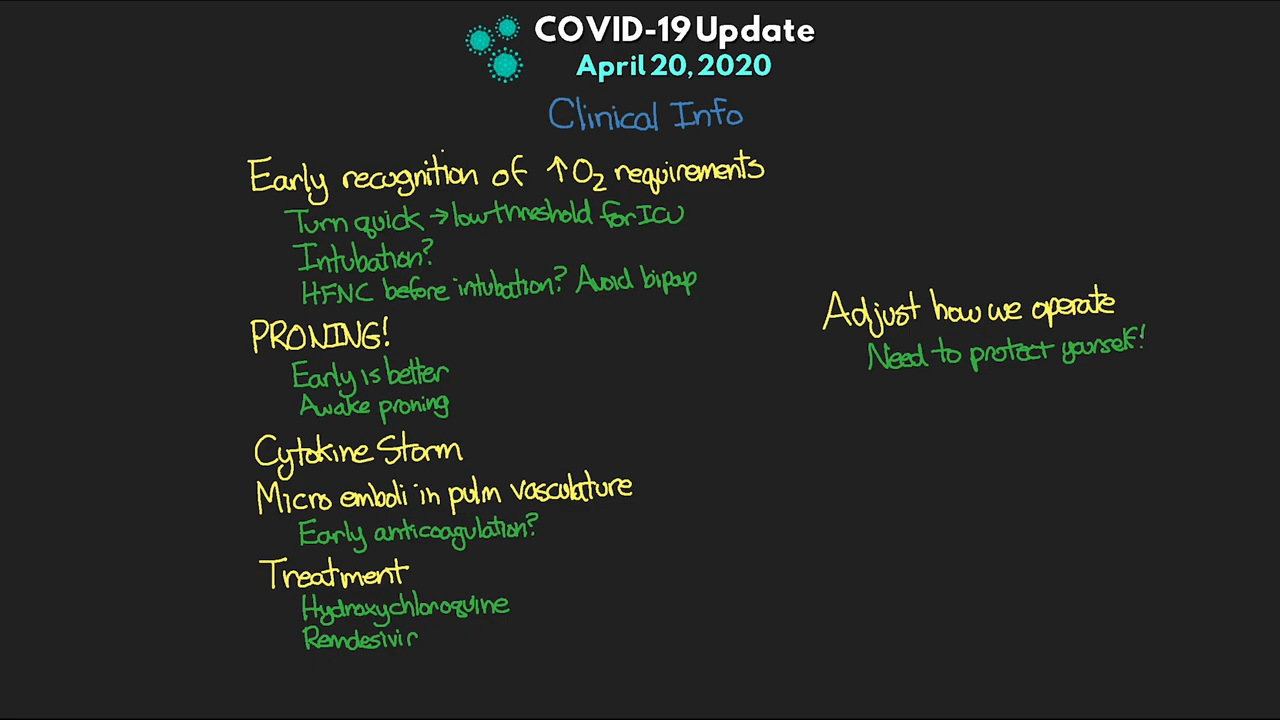 COVID-19 Update
April 20, 2020
Clinical Info
Early recognition of ↑O₂ requirements
Turn quick → low threshold for ICU
Intubation?
HFNC before intubation? Avoid bipap
PRONING!
Early is better
Awake proning
Cytokine Storm
Micro emboli in pulm vasculature
Early anticoagulation?
Treatment
Hydroxychloroquine
Remdesivir
Adjust how we operate
Need to protect yourself!